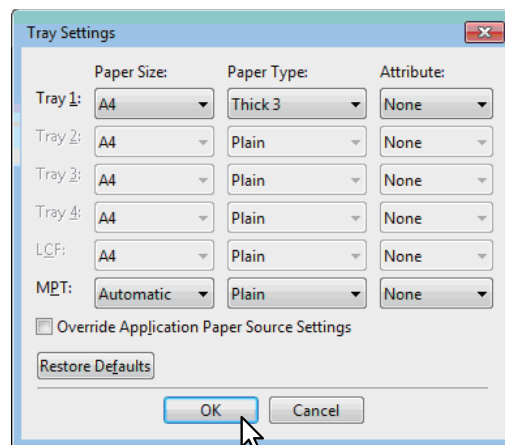 Tray Settings
Paper Size: Paper Type: Attribute:
Tray 1: A4 Thick 3 None
Tray 2: A4 Plain None
Tray 3: A4 Plain None
Tray 4: A4 Plain None
LCF: A4 Plain None
MPT: Automatic Plain None
Override Application Paper Source Settings
Restore Defaults
OK Cancel